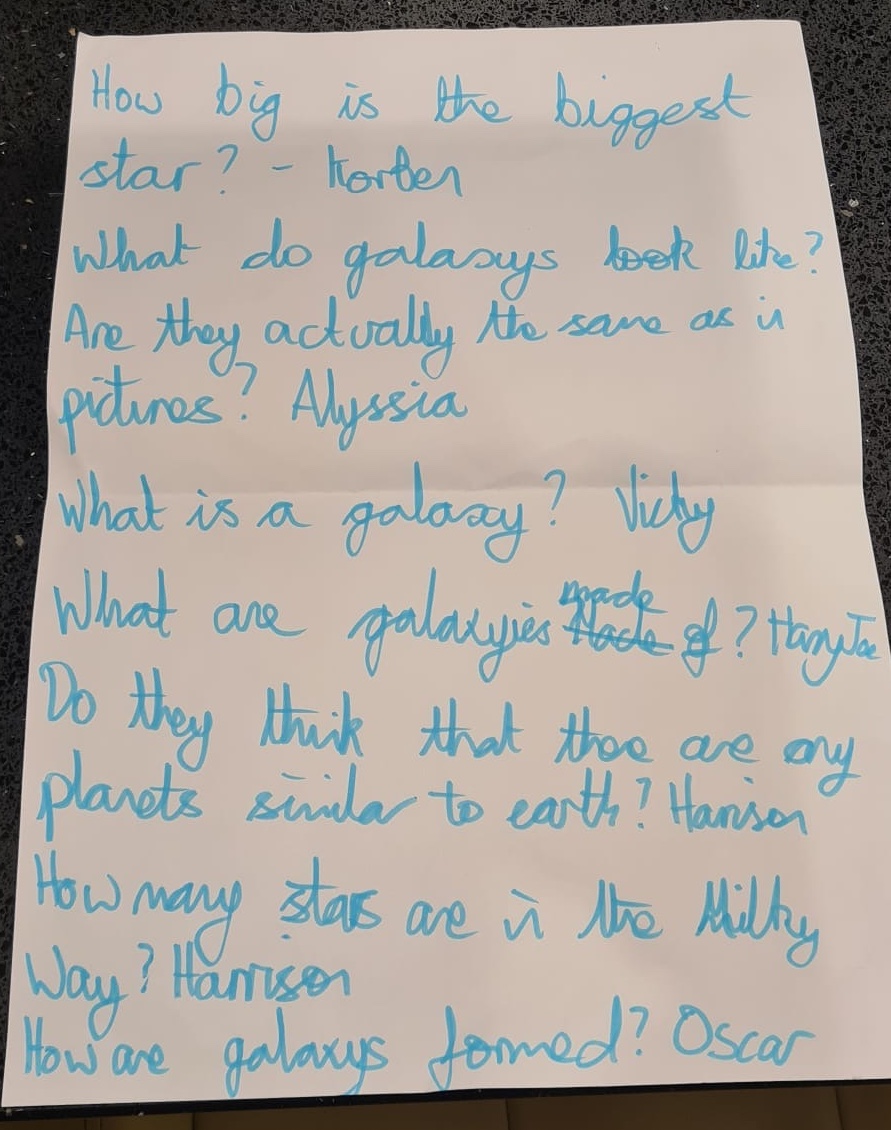 How big is the biggest
star? - Korben
What do galaxys look like?
Are they actually the same as in
pictures? Alyssia
What is a galaxy? Vicky
What are galaxyies made of? HarryJoe
Do they think that there are any
planets similar to earth? Harrison
How many stars are in the Milky
Way? Harrison
How are galaxys formed? Oscar